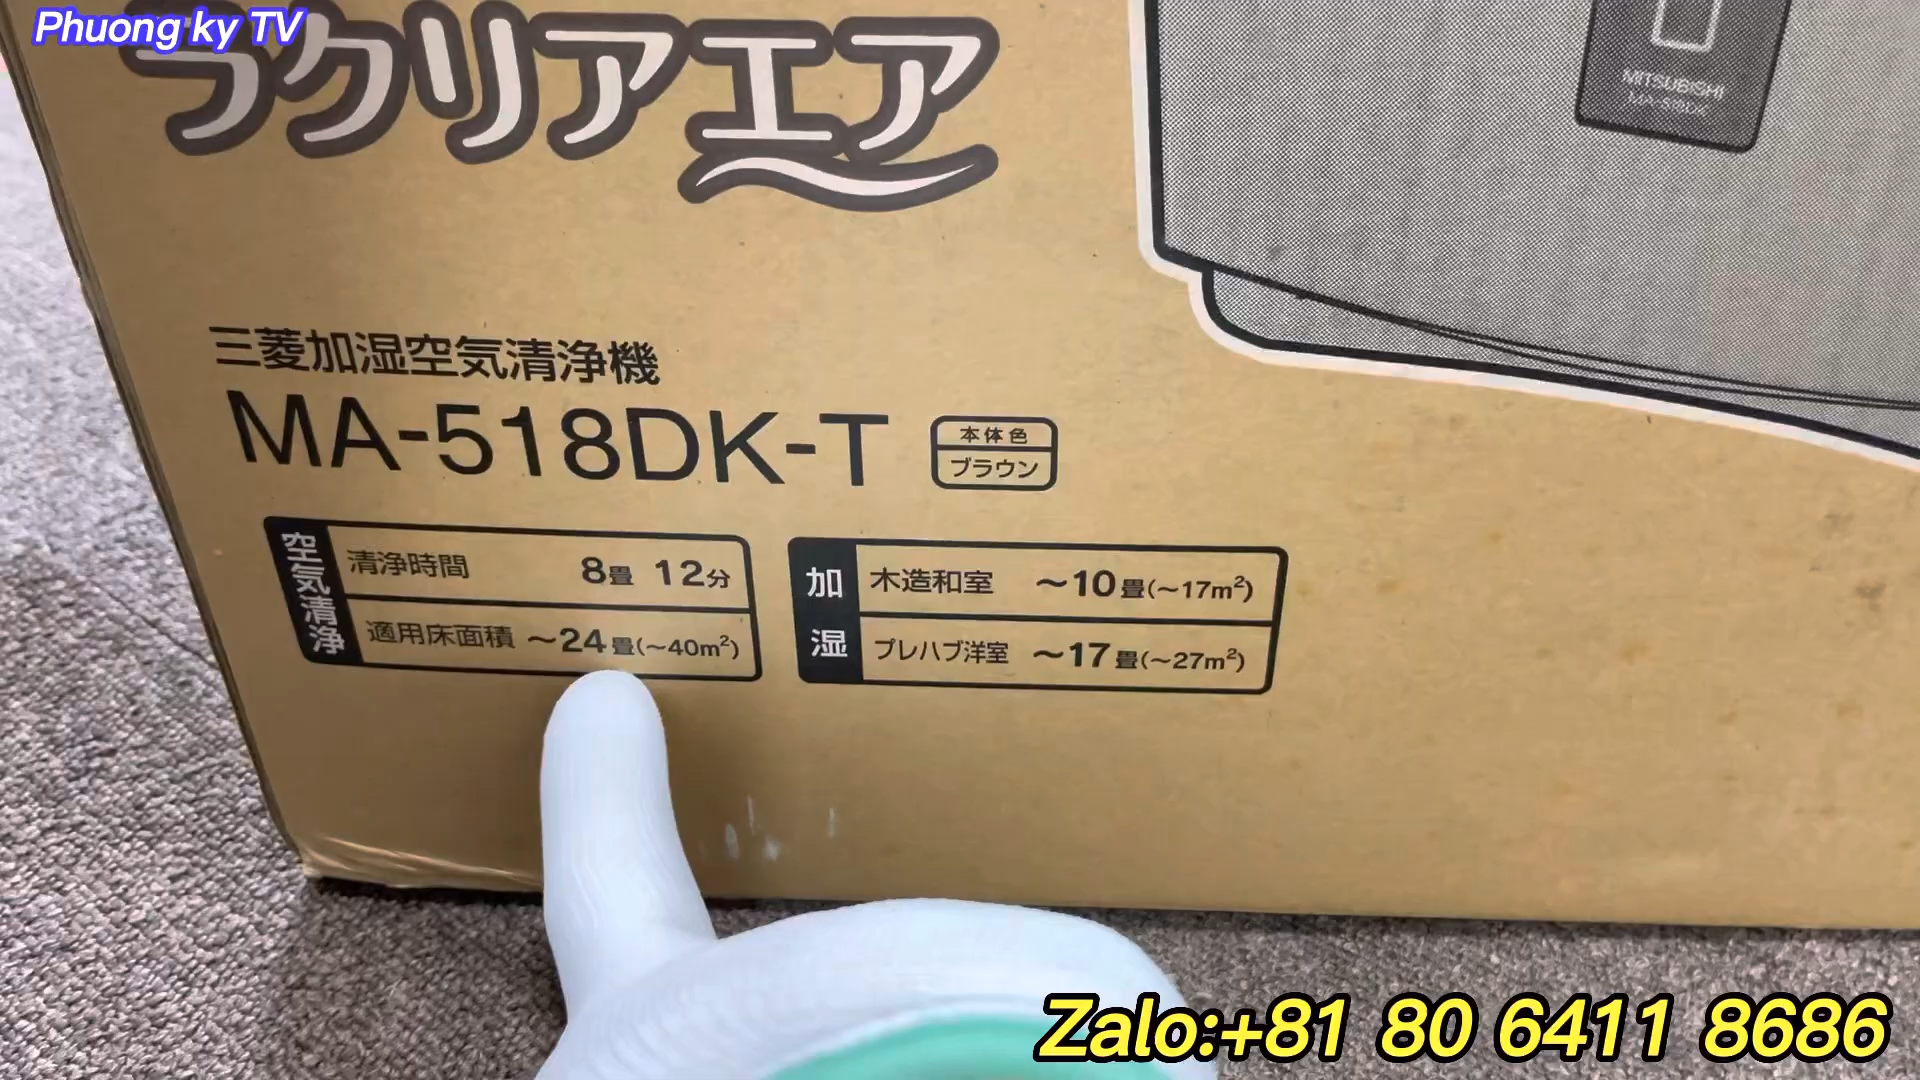 Phuong ky TV
ラクリアエア
MITSUBISHI
MA-518DK
三菱加湿空気清浄機
MA-518DK-T
本体色
ブラウン
空気清浄
清浄時間 8畳 12分
適用床面積 ～24畳(～40m²)
加湿
木造和室 ～10畳(～17m²)
プレハブ洋室 ～17畳(～27m²)
Zalo:+81 80 6411 8686